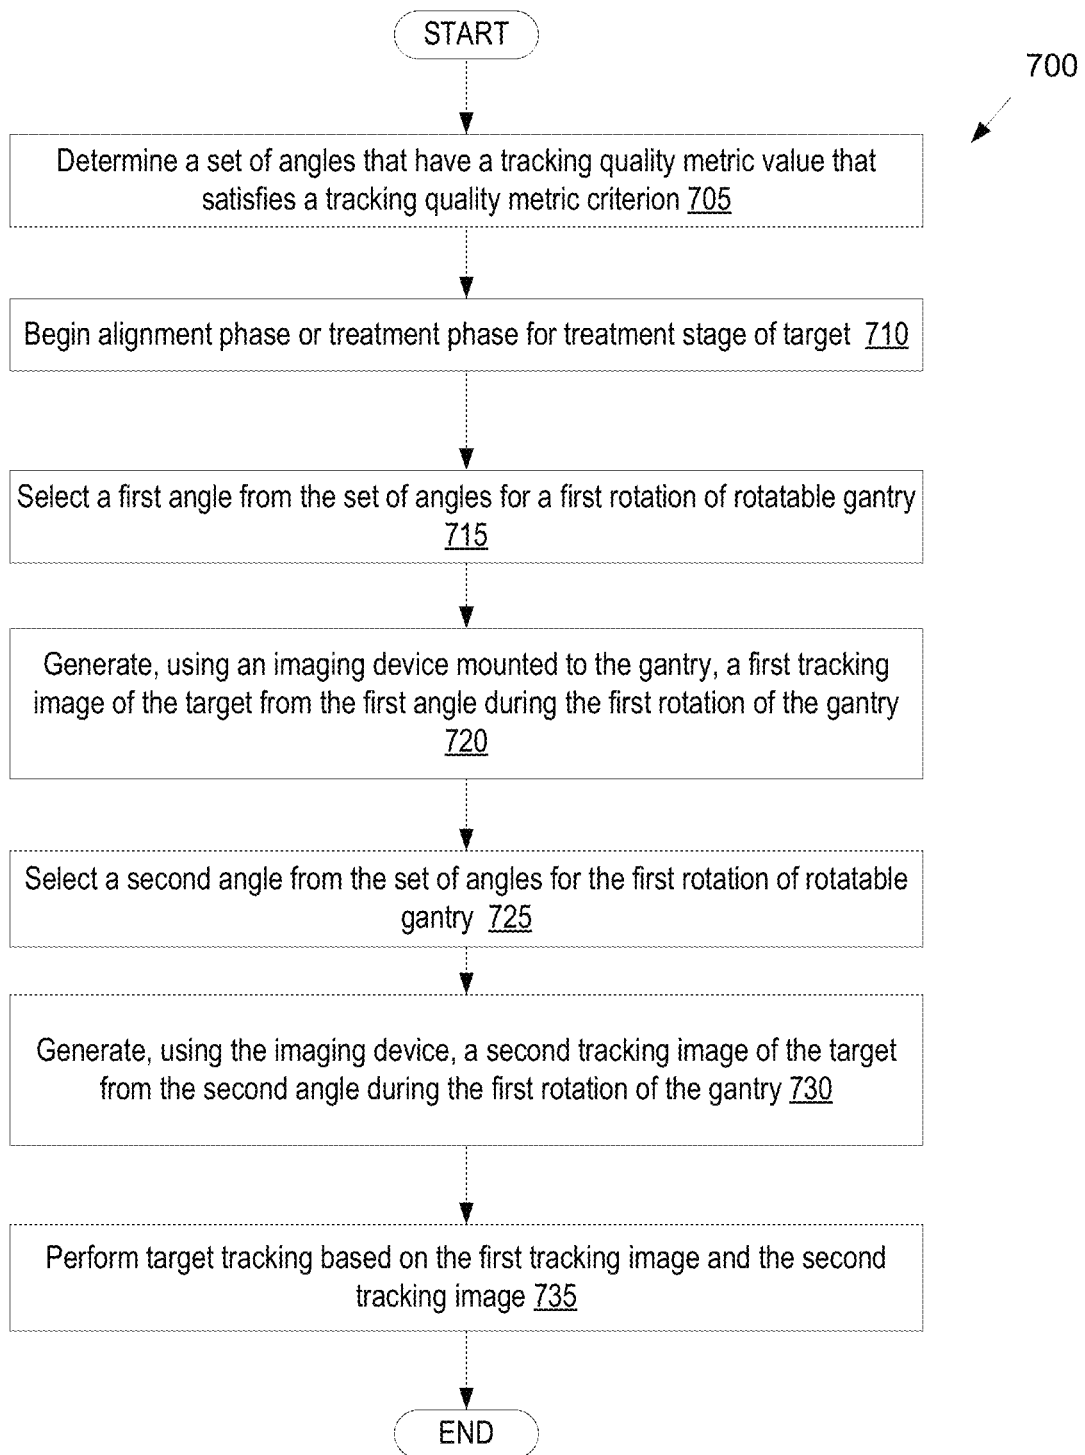 START
700
Determine a set of angles that have a tracking quality metric value that
satisfies a tracking quality metric criterion 705
Begin alignment phase or treatment phase for treatment stage of target 710
Select a first angle from the set of angles for a first rotation of rotatable gantry
715
Generate, using an imaging device mounted to the gantry, a first tracking
image of the target from the first angle during the first rotation of the gantry
720
Select a second angle from the set of angles for the first rotation of rotatable
gantry 725
Generate, using the imaging device, a second tracking image of the target
from the second angle during the first rotation of the gantry 730
Perform target tracking based on the first tracking image and the second
tracking image 735
END